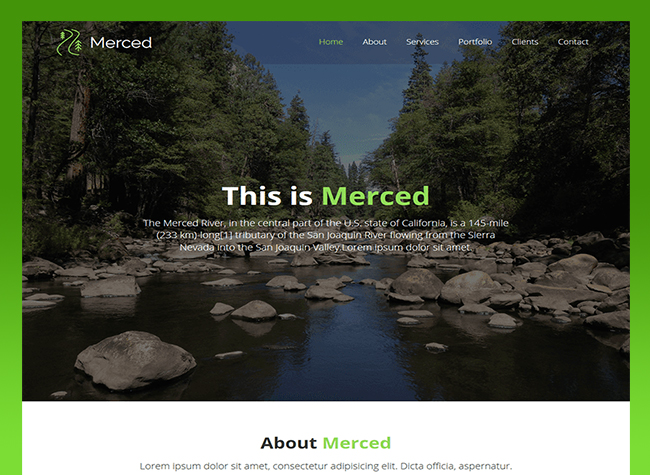 Merced
Home About Services Portfolio Clients Contact
This is Merced
The Merced River, in the central part of the U.S. state of California, is a 145-mile
(233 km)-long[1] tributary of the San Joaquin River flowing from the Sierra
Nevada into the San Joaquin Valley.Lorem ipsum dolor sit amet.
About Merced
Lorem ipsum dolor sit amet, consectetur adipisicing elit. Dicta officia, aspernatur.